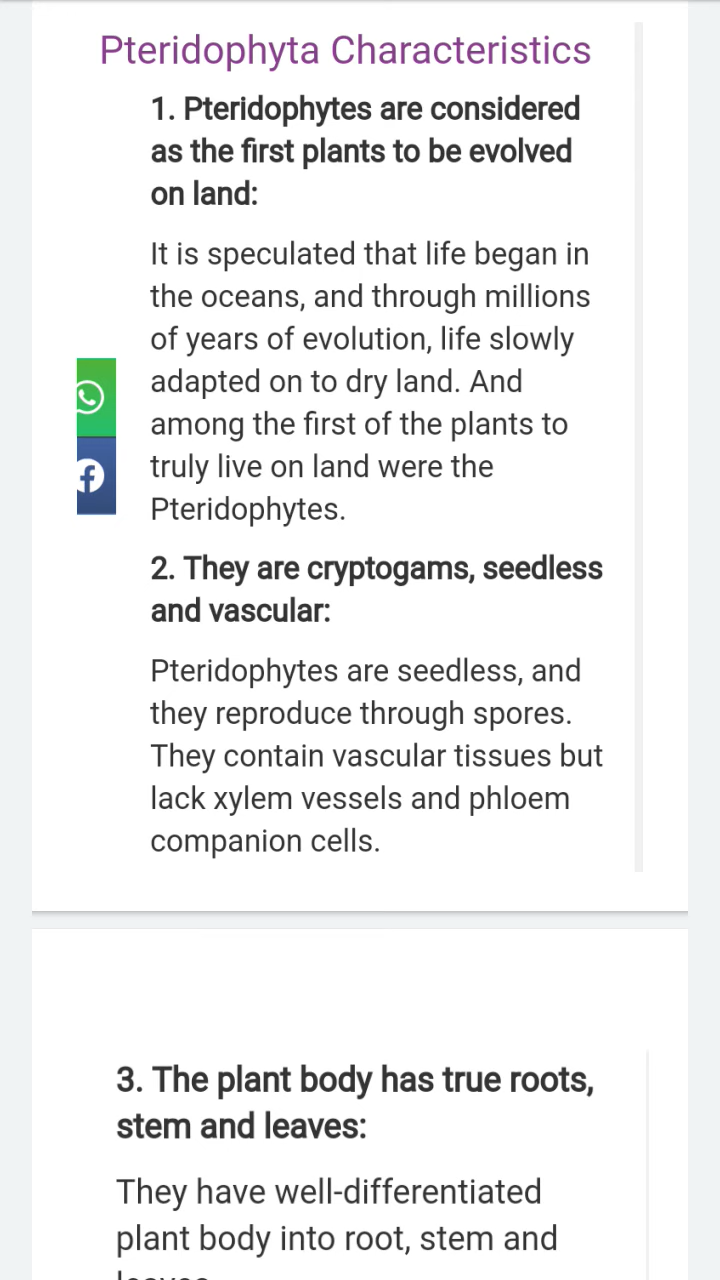 Pteridophyta Characteristics
1. Pteridophytes are considered
as the first plants to be evolved
on land:
It is speculated that life began in
the oceans, and through millions
of years of evolution, life slowly
adapted on to dry land. And
among the first of the plants to
truly live on land were the
Pteridophytes.
2. They are cryptogams, seedless
and vascular:
Pteridophytes are seedless, and
they reproduce through spores.
They contain vascular tissues but
lack xylem vessels and phloem
companion cells.
3. The plant body has true roots,
stem and leaves:
They have well-differentiated
plant body into root, stem and